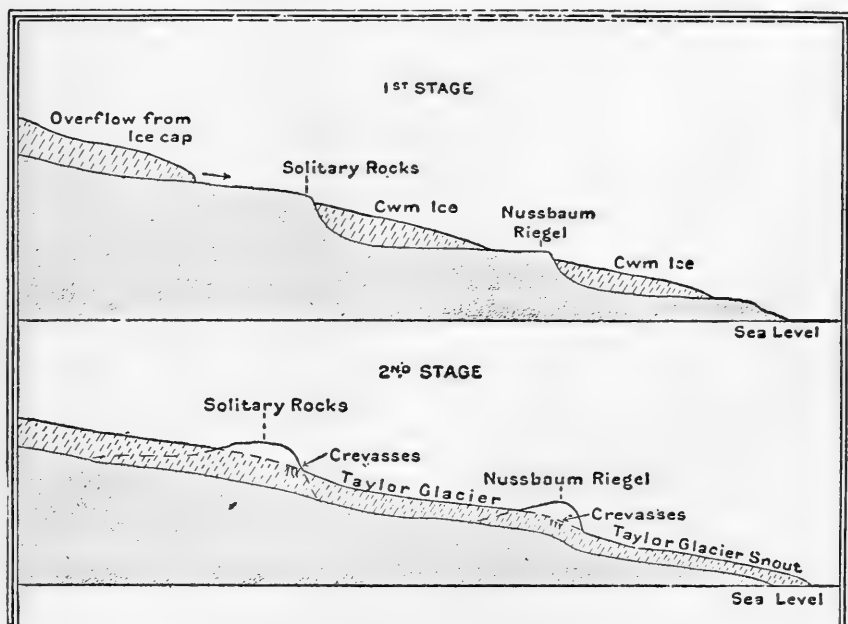 1ST STAGE
Overflow from
Ice cap
Solitary Rocks
Cwm Ice
Nussbaum
Riegel
Cwm Ice
Sea Level
2ND STAGE
Solitary Rocks
Crevasses
Taylor Glacier
Nussbaum Riegel
Crevasses
Taylor Glacier Snout
Sea Level